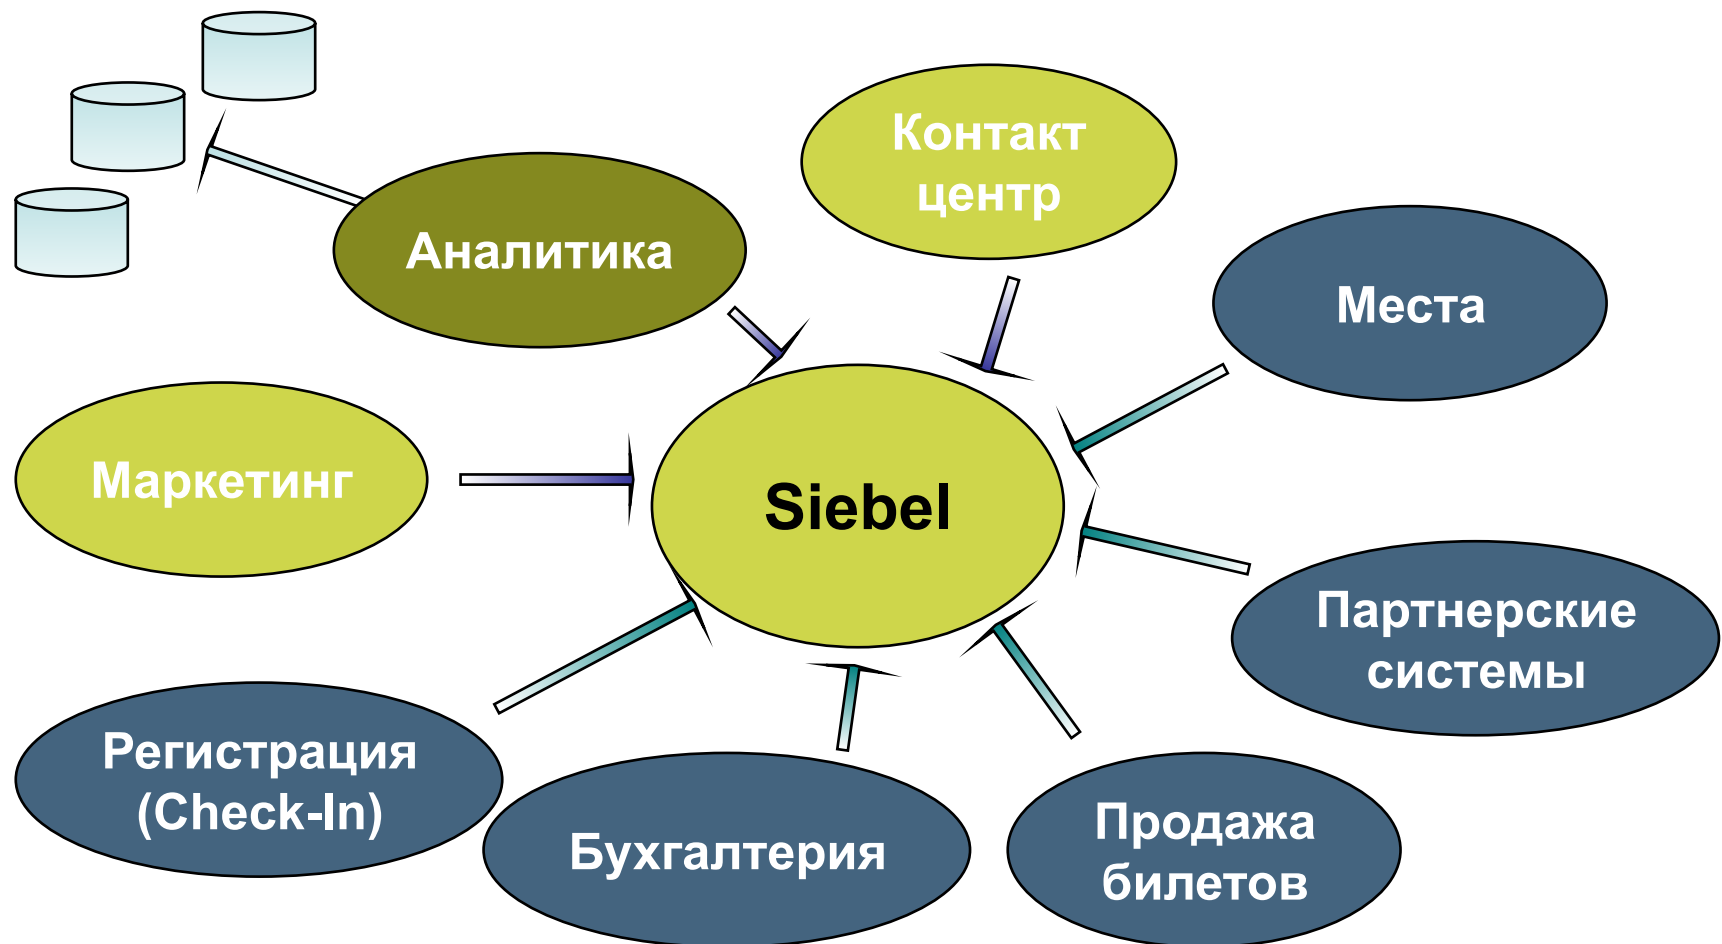 Контакт
центр
Аналитика
Места
Маркетинг
Siebel
Партнерские
системы
Регистрация
(Check-In)
Бухгалтерия
Продажа
билетов